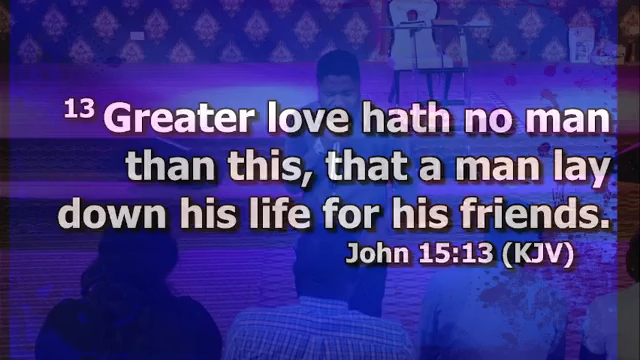 13 Greater love hath no man
than this, that a man lay
down his life for his friends.
John 15:13 (KJV)